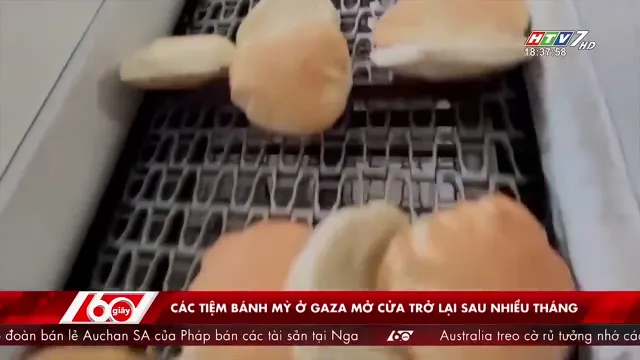 HTV7 HD
18:37:58
60 giây
CÁC TIỆM BÁNH MỲ Ở GAZA MỞ CỬA TRỞ LẠI SAU NHIỀU THÁNG
đoàn bán lẻ Auchan SA của Pháp bán các tài sản tại Nga 60 Australia treo cờ rủ tưởng nhớ cá